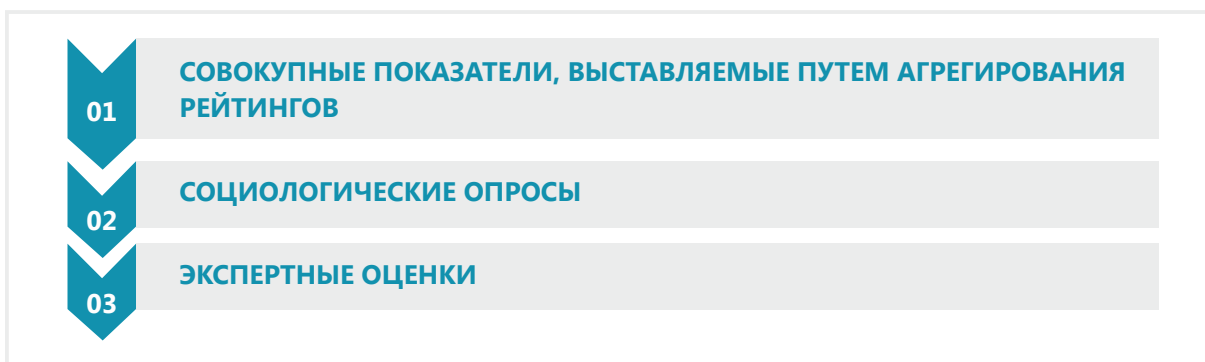 01
СОВОКУПНЫЕ ПОКАЗАТЕЛИ, ВЫСТАВЛЯЕМЫЕ ПУТЕМ АГРЕГИРОВАНИЯ
РЕЙТИНГОВ
02
СОЦИОЛОГИЧЕСКИЕ ОПРОСЫ
03
ЭКСПЕРТНЫЕ ОЦЕНКИ